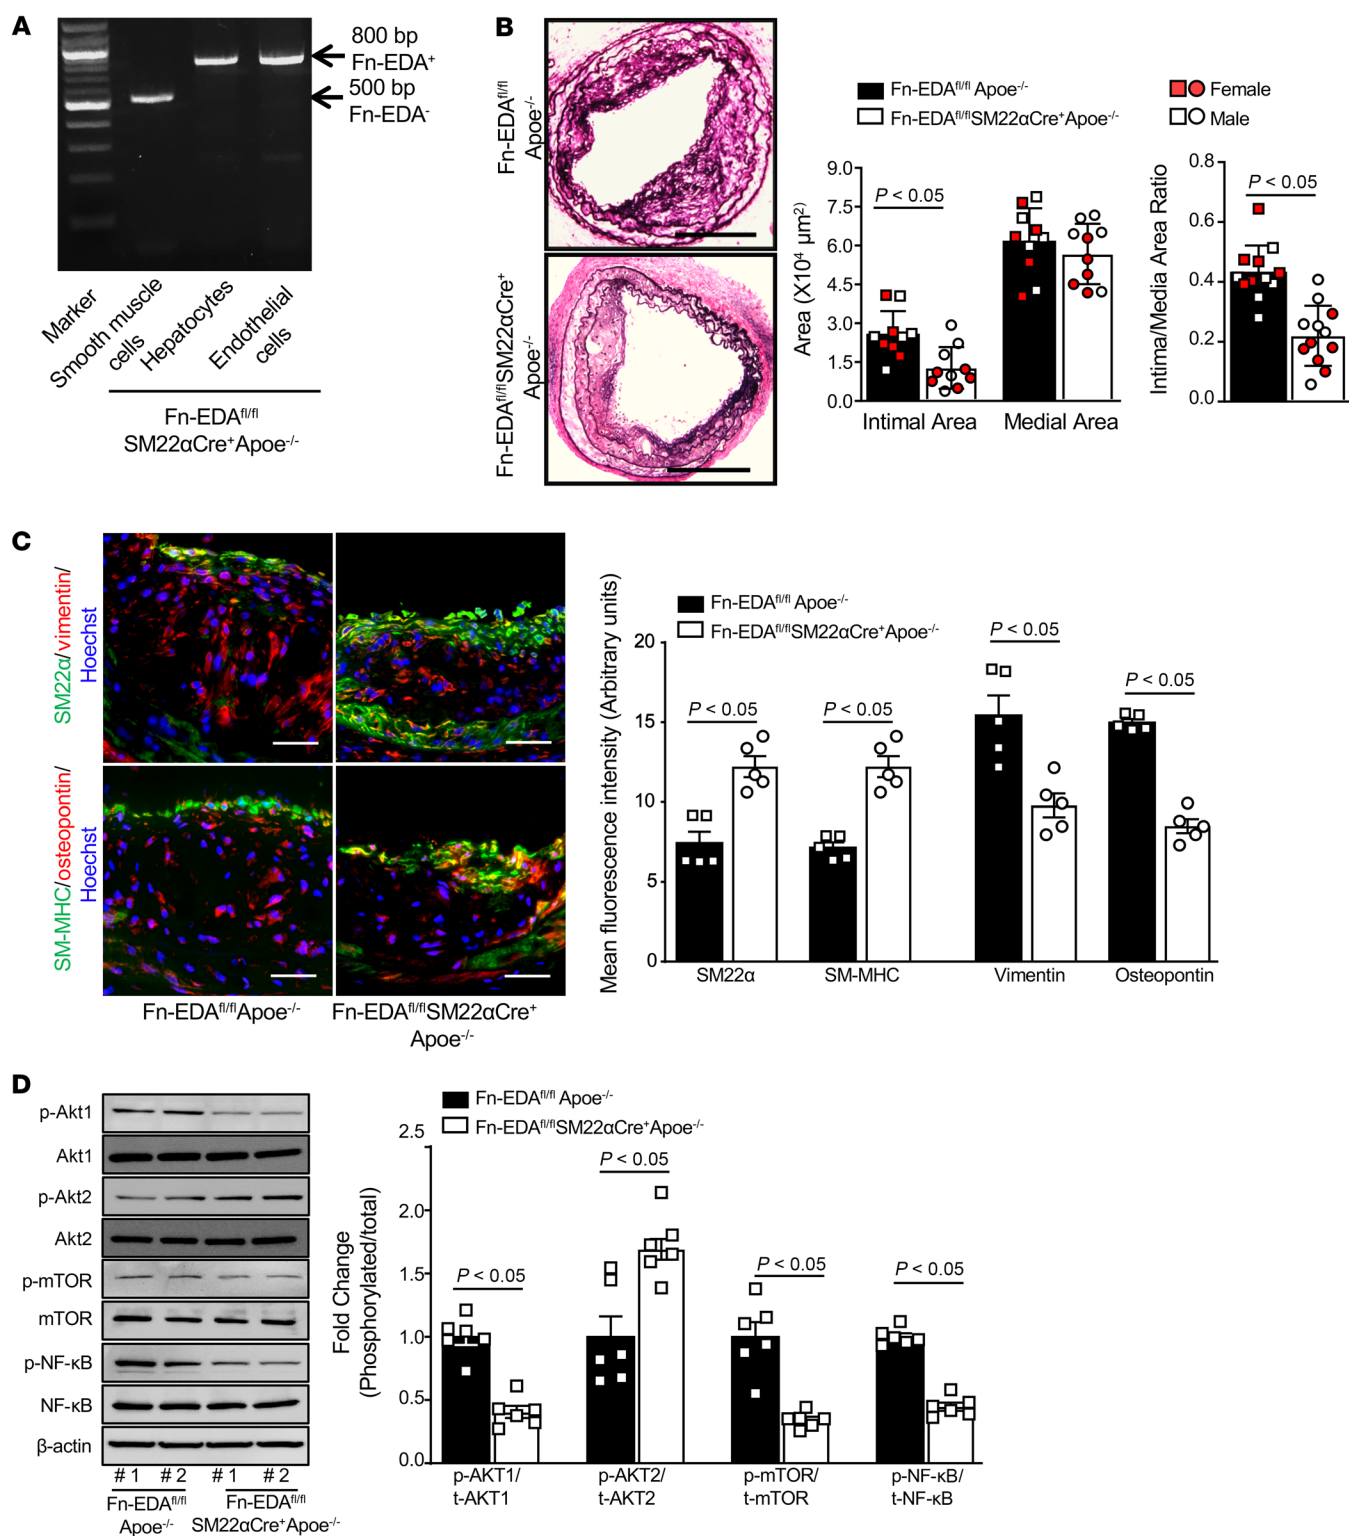 A
800 bp
Fn-EDA⁺
500 bp
Fn-EDA⁻
Marker
Smooth muscle
cells
Hepatocytes
Endothelial
cells
Fn-EDAfl/fl
SM22αCre⁺Apoe⁻/⁻
B
Fn-EDAfl/fl
Apoe⁻/⁻
Fn-EDAfl/flSM22αCre⁺
Apoe⁻/⁻
Fn-EDAfl/fl Apoe⁻/⁻
Fn-EDAfl/flSM22αCre⁺Apoe⁻/⁻
Female
Male
Area (X10⁴ µm²)
9.0
7.5
6.0
4.5
3.0
1.5
0.0
P < 0.05
Intimal Area
Medial Area
Intima/Media Area Ratio
0.8
0.6
0.4
0.2
0.0
P < 0.05
C
SM22α/vimentin/
Hoechst
SM-MHC/osteopontin/
Hoechst
Fn-EDAfl/flApoe⁻/⁻
Fn-EDAfl/flSM22αCre⁺
Apoe⁻/⁻
Fn-EDAfl/fl Apoe⁻/⁻
Fn-EDAfl/flSM22αCre⁺Apoe⁻/⁻
Mean fluorescence intensity (Arbitrary units)
20
15
10
5
0
P < 0.05
P < 0.05
P < 0.05
P < 0.05
SM22α
SM-MHC
Vimentin
Osteopontin
D
p-Akt1
Akt1
p-Akt2
Akt2
p-mTOR
mTOR
p-NF-κB
NF-κB
β-actin
# 1
# 2
# 1
# 2
Fn-EDAfl/fl
Apoe⁻/⁻
Fn-EDAfl/fl
SM22αCre⁺Apoe⁻/⁻
Fn-EDAfl/fl Apoe⁻/⁻
Fn-EDAfl/flSM22αCre⁺Apoe⁻/⁻
Fold Change
(Phosphorylated/total)
2.5
2.0
1.5
1.0
0.5
0.0
P < 0.05
P < 0.05
P < 0.05
P < 0.05
p-AKT1/
t-AKT1
p-AKT2/
t-AKT2
p-mTOR/
t-mTOR
p-NF-κB/
t-NF-κB